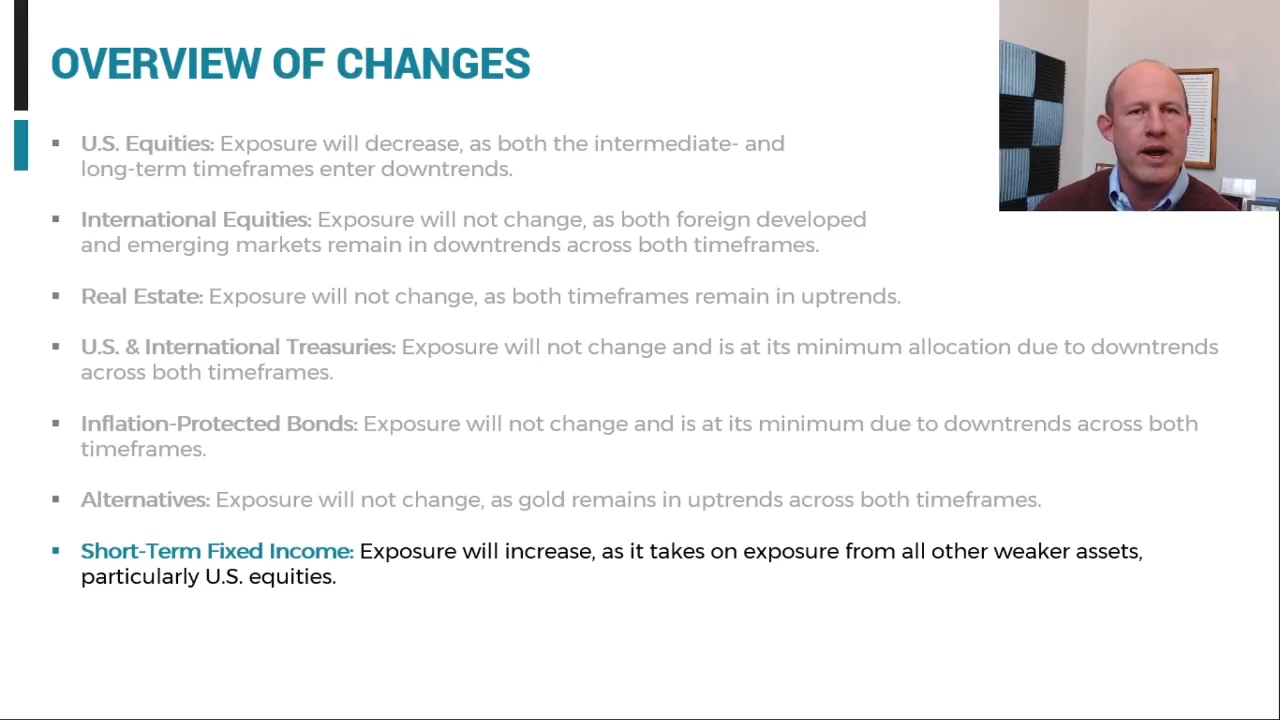 OVERVIEW OF CHANGES
▪ U.S. Equities: Exposure will decrease, as both the intermediate- and
long-term timeframes enter downtrends.
▪ International Equities: Exposure will not change, as both foreign developed
and emerging markets remain in downtrends across both timeframes.
▪ Real Estate: Exposure will not change, as both timeframes remain in uptrends.
▪ U.S. & International Treasuries: Exposure will not change and is at its minimum allocation due to downtrends
across both timeframes.
▪ Inflation-Protected Bonds: Exposure will not change and is at its minimum due to downtrends across both
timeframes.
▪ Alternatives: Exposure will not change, as gold remains in uptrends across both timeframes.
▪ Short-Term Fixed Income: Exposure will increase, as it takes on exposure from all other weaker assets,
particularly U.S. equities.